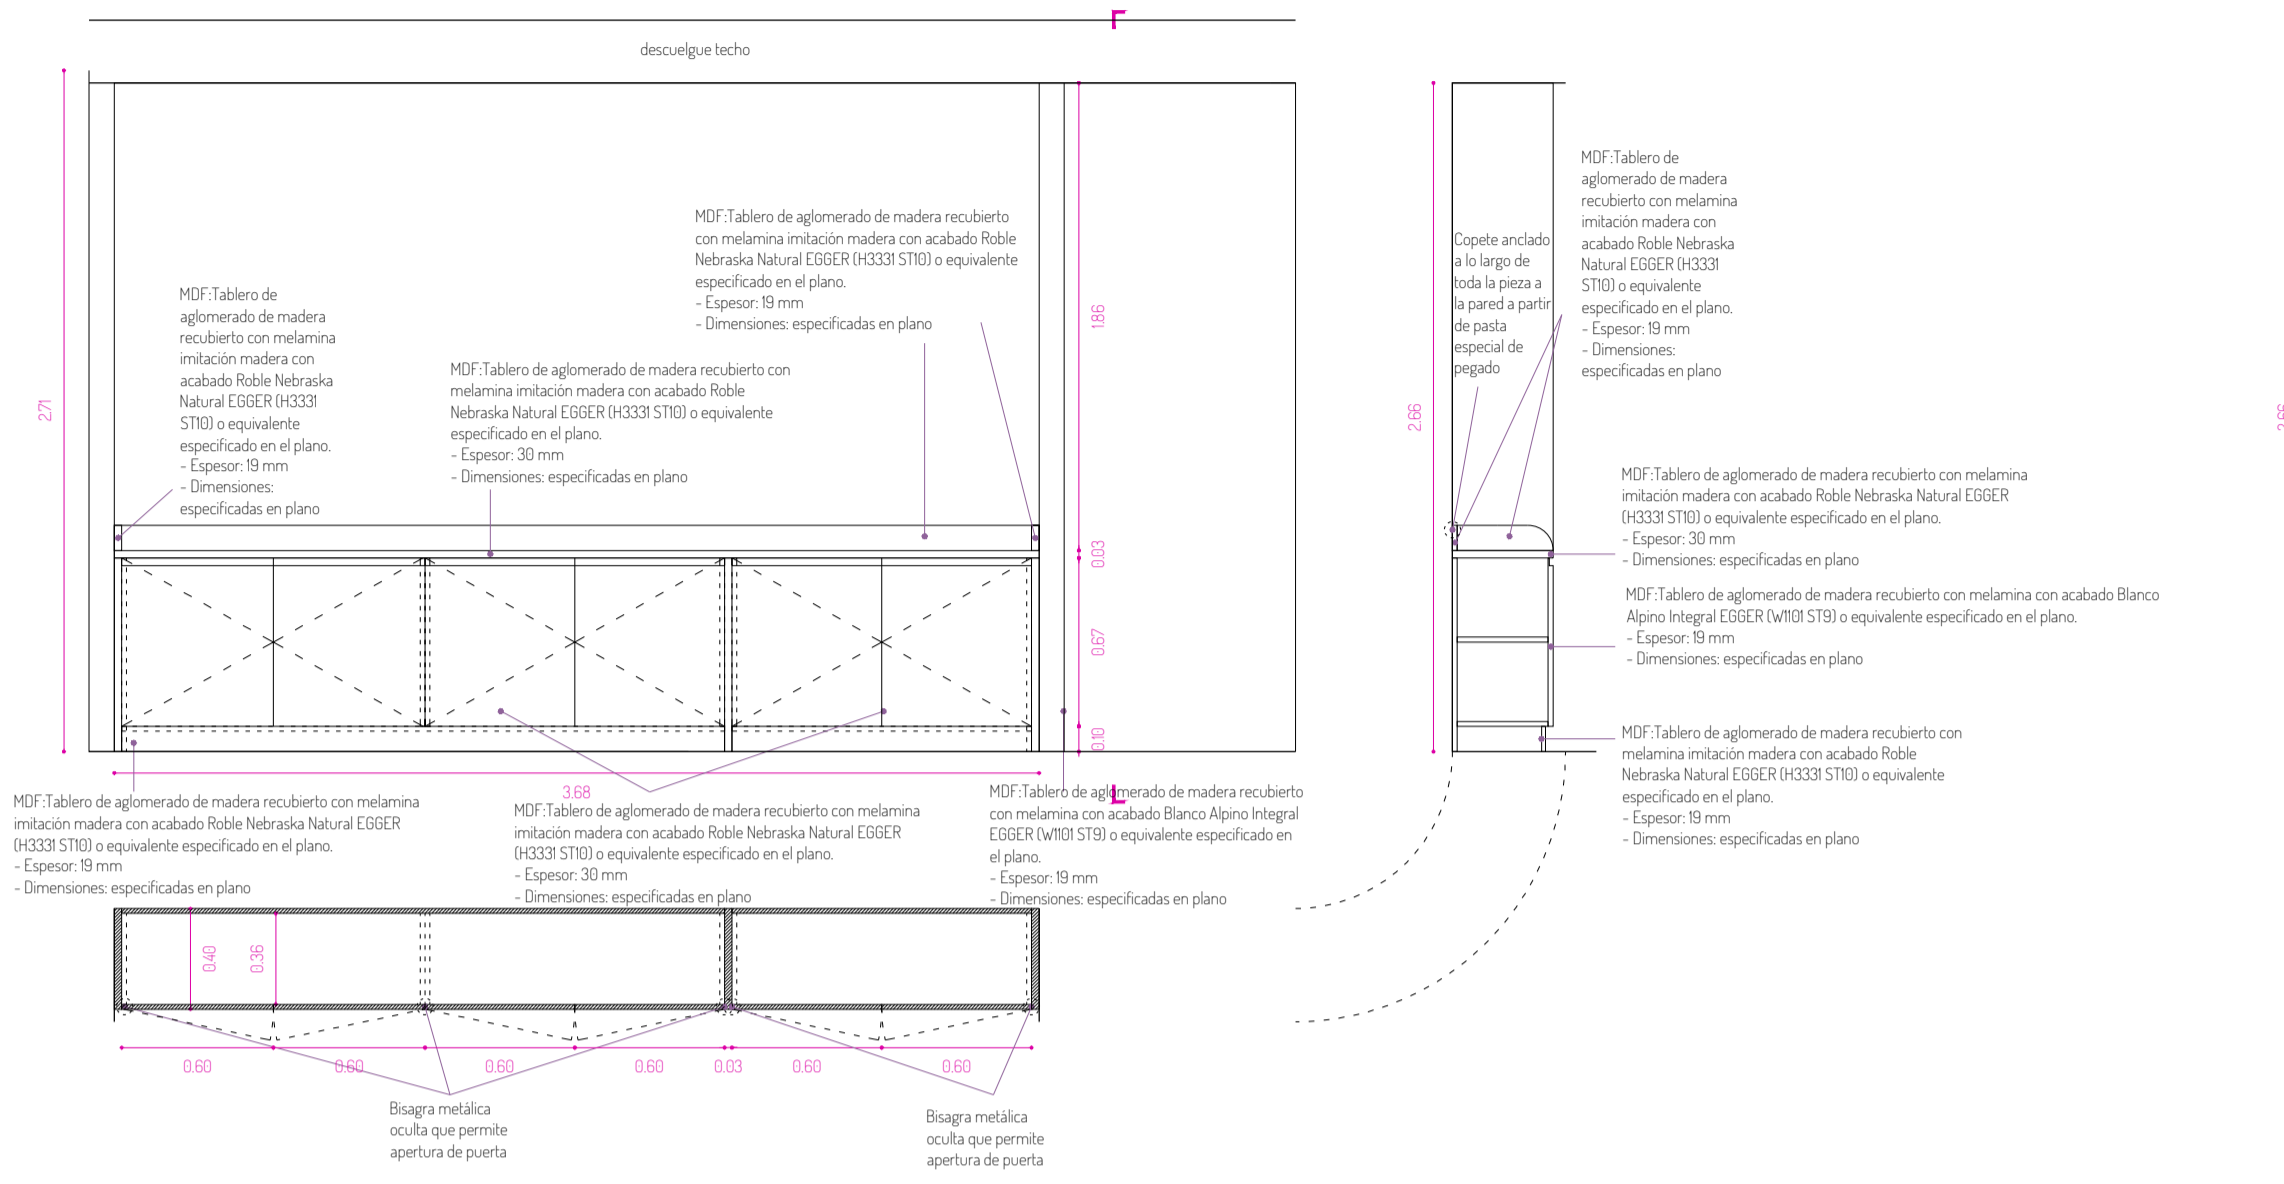 descuelgue techo
MDF:Tablero de
aglomerado de madera
recubierto con melamina
imitación madera con
acabado Roble Nebraska
Natural EGGER (H3331
ST10) o equivalente
especificado en el plano.
- Espesor: 19 mm
- Dimensiones:
especificadas en plano
MDF:Tablero de aglomerado de madera recubierto con
melamina imitación madera con acabado Roble
Nebraska Natural EGGER (H3331 ST10) o equivalente
especificado en el plano.
- Espesor: 30 mm
- Dimensiones: especificadas en plano
MDF:Tablero de aglomerado de madera recubierto
con melamina imitación madera con acabado Roble
Nebraska Natural EGGER (H3331 ST10) o equivalente
especificado en el plano.
- Espesor: 19 mm
- Dimensiones: especificadas en plano
2.71
1.86
0.03
0.67
0.10
3.68
MDF:Tablero de aglomerado de madera recubierto con melamina
imitación madera con acabado Roble Nebraska Natural EGGER
(H3331 ST10) o equivalente especificado en el plano.
- Espesor: 19 mm
- Dimensiones: especificadas en plano
MDF:Tablero de aglomerado de madera recubierto con melamina
imitación madera con acabado Roble Nebraska Natural EGGER
(H3331 ST10) o equivalente especificado en el plano.
- Espesor: 30 mm
- Dimensiones: especificadas en plano
MDF:Tablero de aglomerado de madera recubierto
con melamina con acabado Blanco Alpino Integral
EGGER (W1101 ST9) o equivalente especificado en
el plano.
- Espesor: 19 mm
- Dimensiones: especificadas en plano
0.40
0.36
0.60
0.60
0.60
0.60
0.03
0.60
0.60
Bisagra metálica
oculta que permite
apertura de puerta
Bisagra metálica
oculta que permite
apertura de puerta
2.66
Copete anclado
a lo largo de
toda la pieza a
la pared a partir
de pasta
especial de
pegado
MDF:Tablero de
aglomerado de madera
recubierto con melamina
imitación madera con
acabado Roble Nebraska
Natural EGGER (H3331
ST10) o equivalente
especificado en el plano.
- Espesor: 19 mm
- Dimensiones:
especificadas en plano
MDF:Tablero de aglomerado de madera recubierto con melamina
imitación madera con acabado Roble Nebraska Natural EGGER
(H3331 ST10) o equivalente especificado en el plano.
- Espesor: 30 mm
- Dimensiones: especificadas en plano
MDF:Tablero de aglomerado de madera recubierto con melamina con acabado Blanco
Alpino Integral EGGER (W1101 ST9) o equivalente especificado en el plano.
- Espesor: 19 mm
- Dimensiones: especificadas en plano
MDF:Tablero de aglomerado de madera recubierto con
melamina imitación madera con acabado Roble
Nebraska Natural EGGER (H3331 ST10) o equivalente
especificado en el plano.
- Espesor: 19 mm
- Dimensiones: especificadas en plano